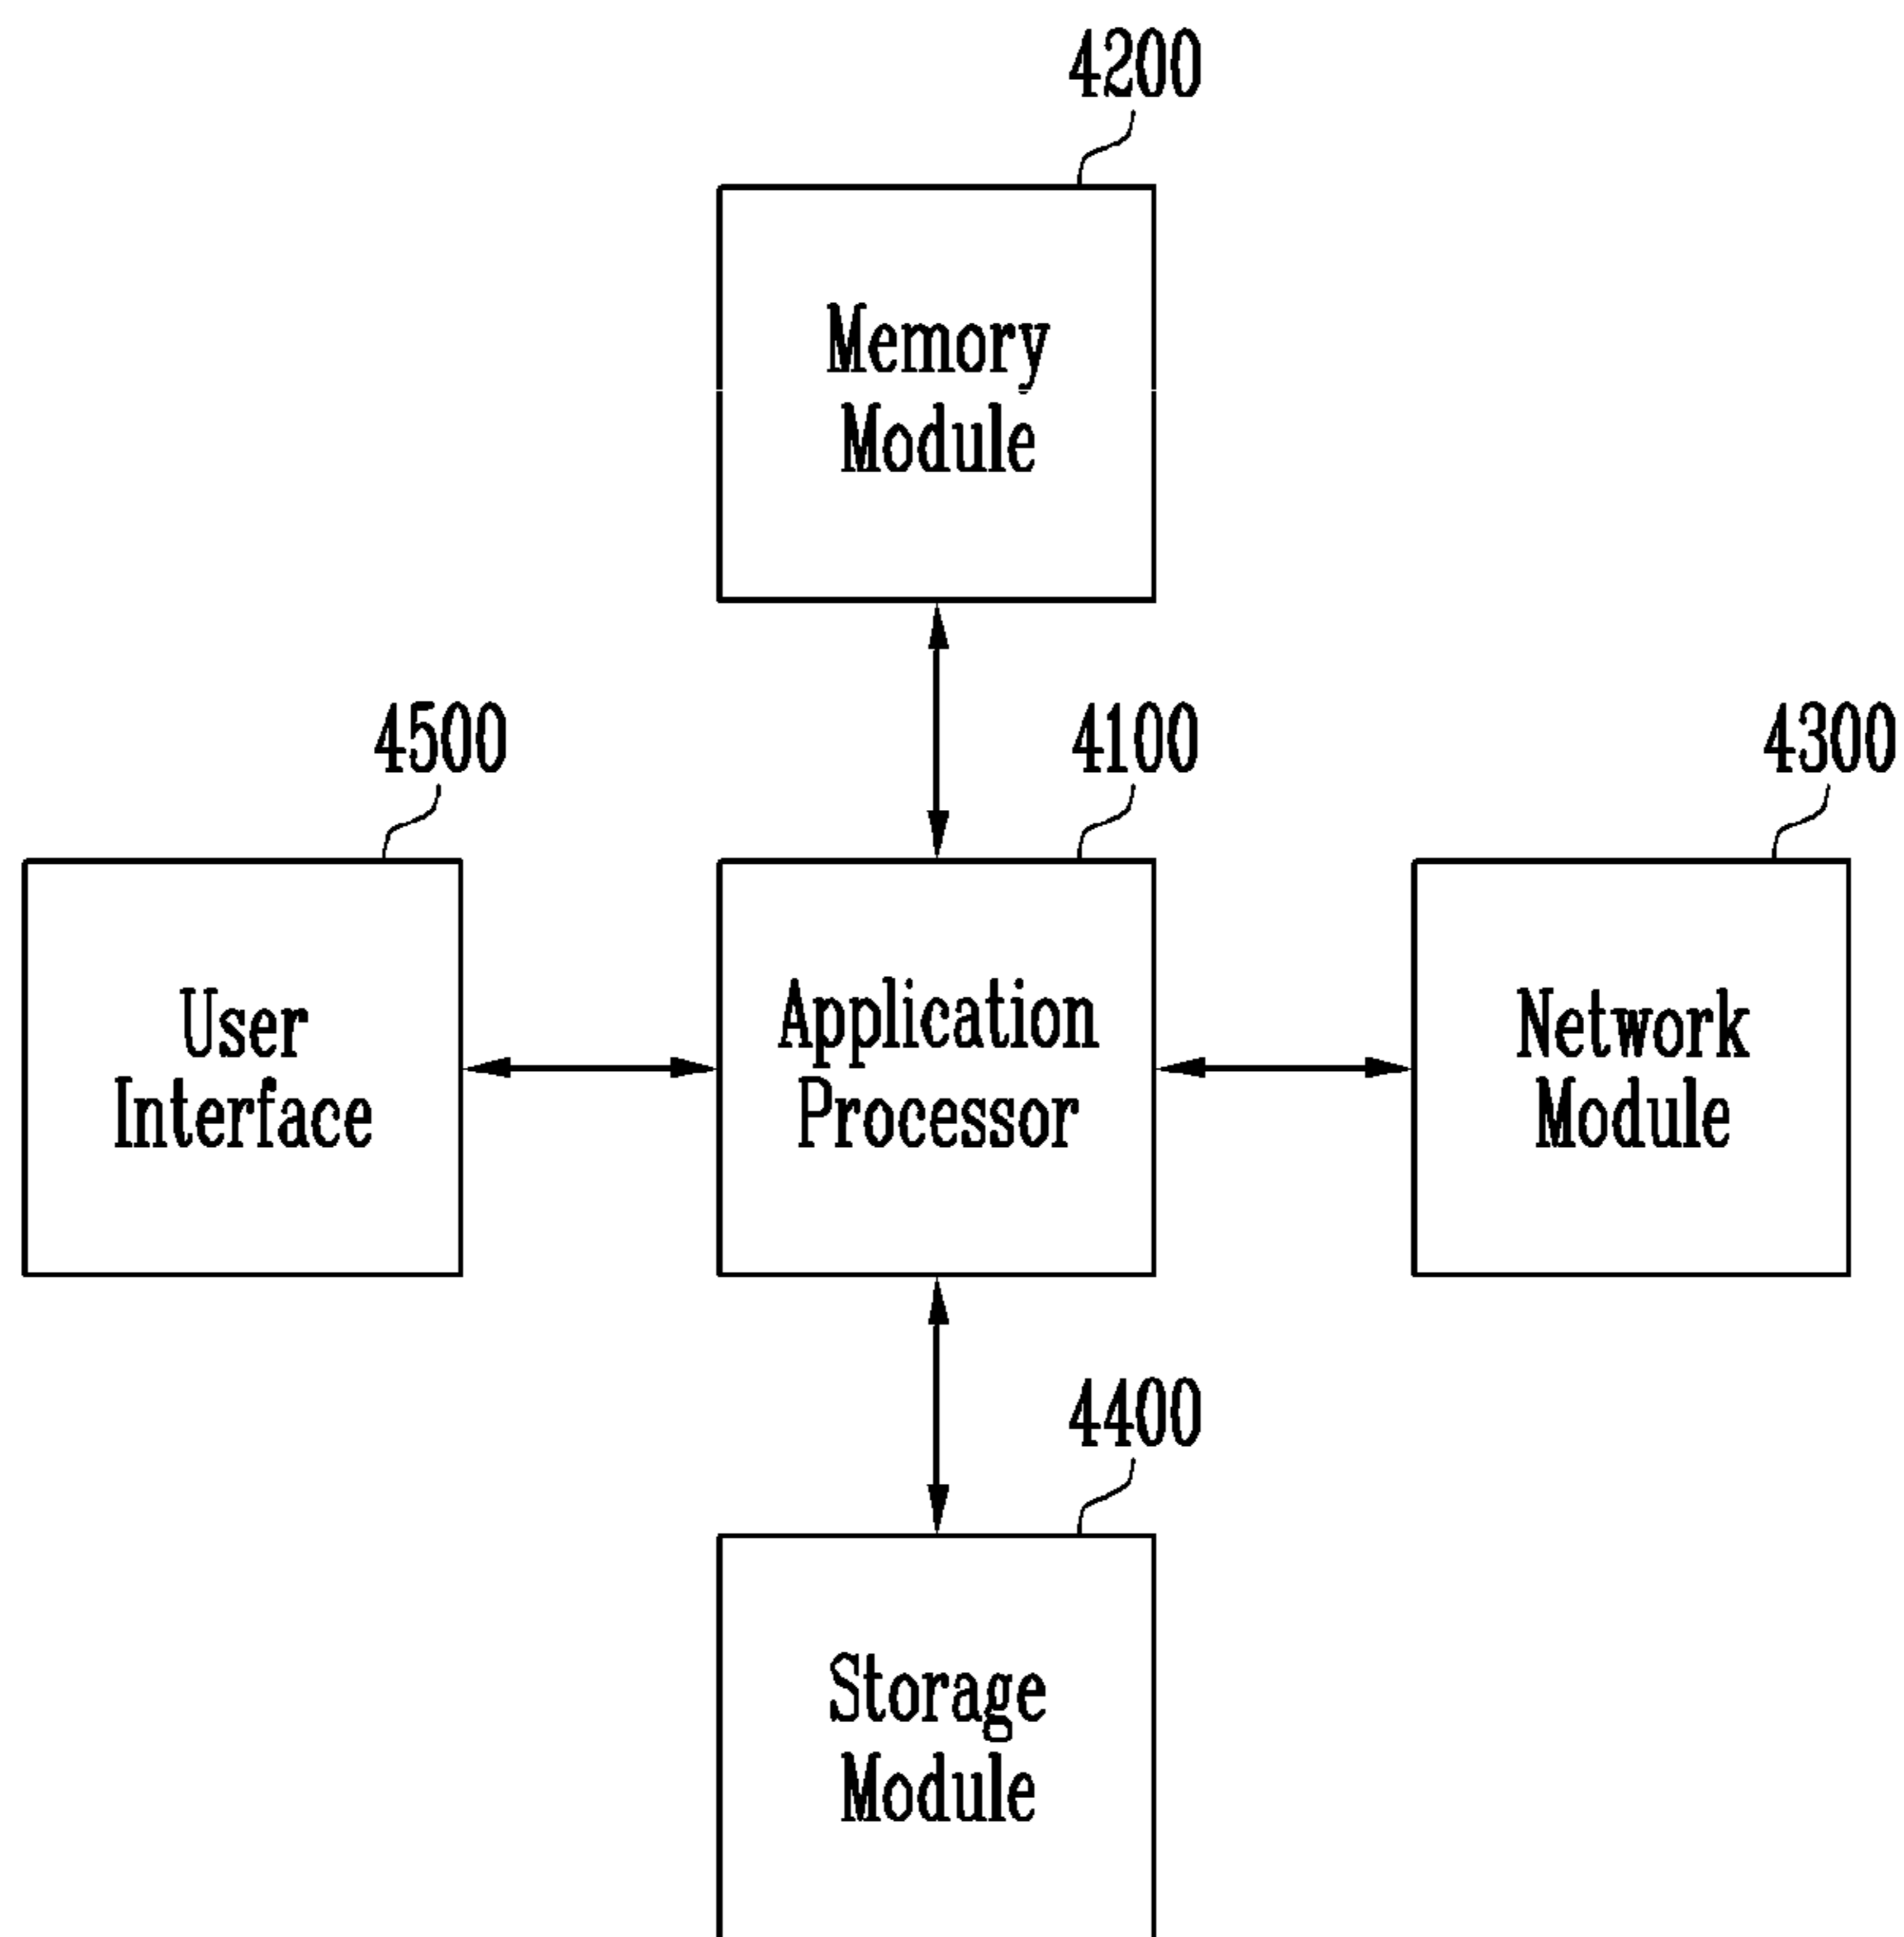 4200
Memory
Module
4500
4100
4300
User
Interface
Application
Processor
Network
Module
4400
Storage
Module